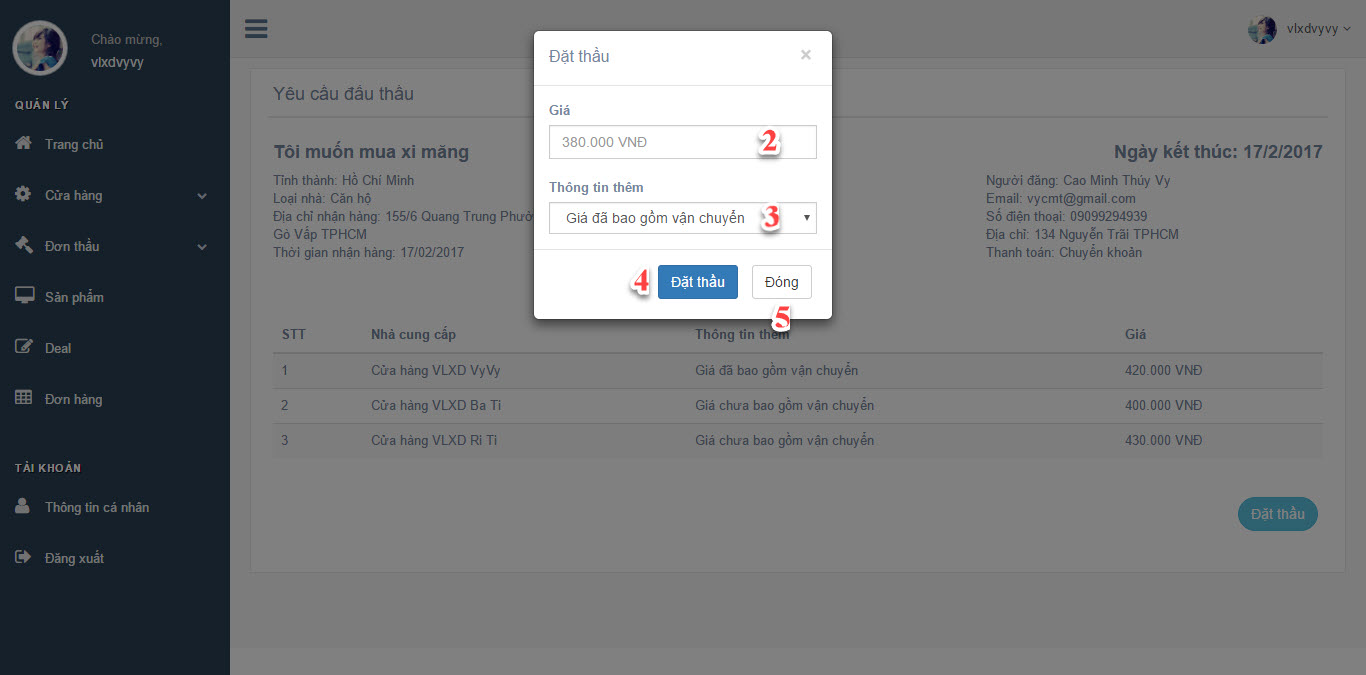 Chào mừng,
vlxdvyvy
QUẢN LÝ
Trang chủ
Cửa hàng
Đơn thầu
Sản phẩm
Deal
Đơn hàng
TÀI KHOẢN
Thông tin cá nhân
Đăng xuất
vlxdvyvy
Yêu cầu đấu thầu
Tôi muốn mua xi măng
Tỉnh thành: Hồ Chí Minh
Loại nhà: Căn hộ
Địa chỉ nhận hàng: 155/6 Quang Trung Phườ
Gò Vấp TPHCM
Thời gian nhận hàng: 17/02/2017
Ngày kết thúc: 17/2/2017
Người đăng: Cao Minh Thúy Vy
Email: vycmt@gmail.com
Số điện thoại: 09099294939
Địa chỉ: 134 Nguyễn Trãi TPHCM
Thanh toán: Chuyển khoản
Đặt thầu ×
Giá
380.000 VNĐ 2
Thông tin thêm
Giá đã bao gồm vận chuyển 3
4 Đặt thầu Đóng
5
STT Nhà cung cấp Thông tin thêm Giá
1 Cửa hàng VLXD VyVy Giá đã bao gồm vận chuyển 420.000 VNĐ
2 Cửa hàng VLXD Ba Ti Giá chưa bao gồm vận chuyển 400.000 VNĐ
3 Cửa hàng VLXD Ri Ti Giá chưa bao gồm vận chuyển 430.000 VNĐ
Đặt thầu